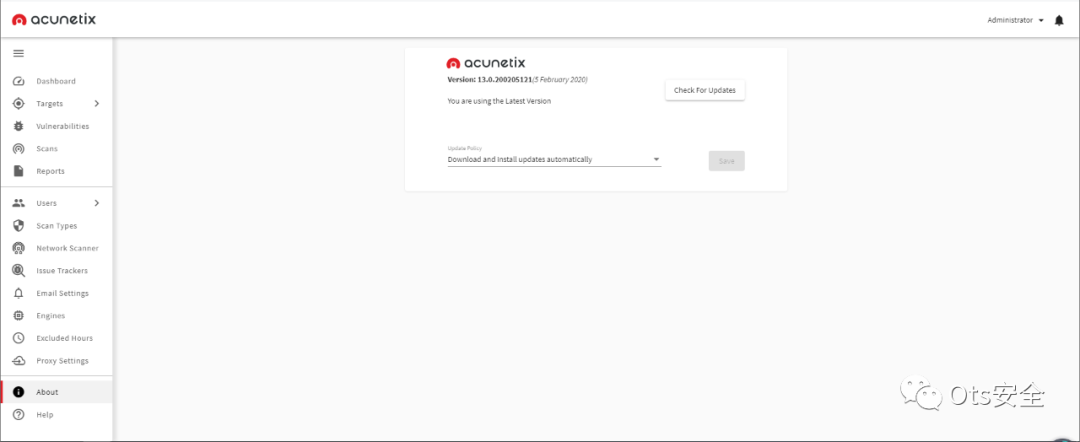 acunetix
Administrator
Dashboard
Targets
Vulnerabilities
Scans
Reports
Users
Scan Types
Network Scanner
Issue Trackers
Email Settings
Engines
Excluded Hours
Proxy Settings
About
Help
acunetix
Version: 13.0.200205121(5 February 2020)
Check For Updates
You are using the Latest Version
Update Policy
Download and install updates automatically
Save
Ots安全